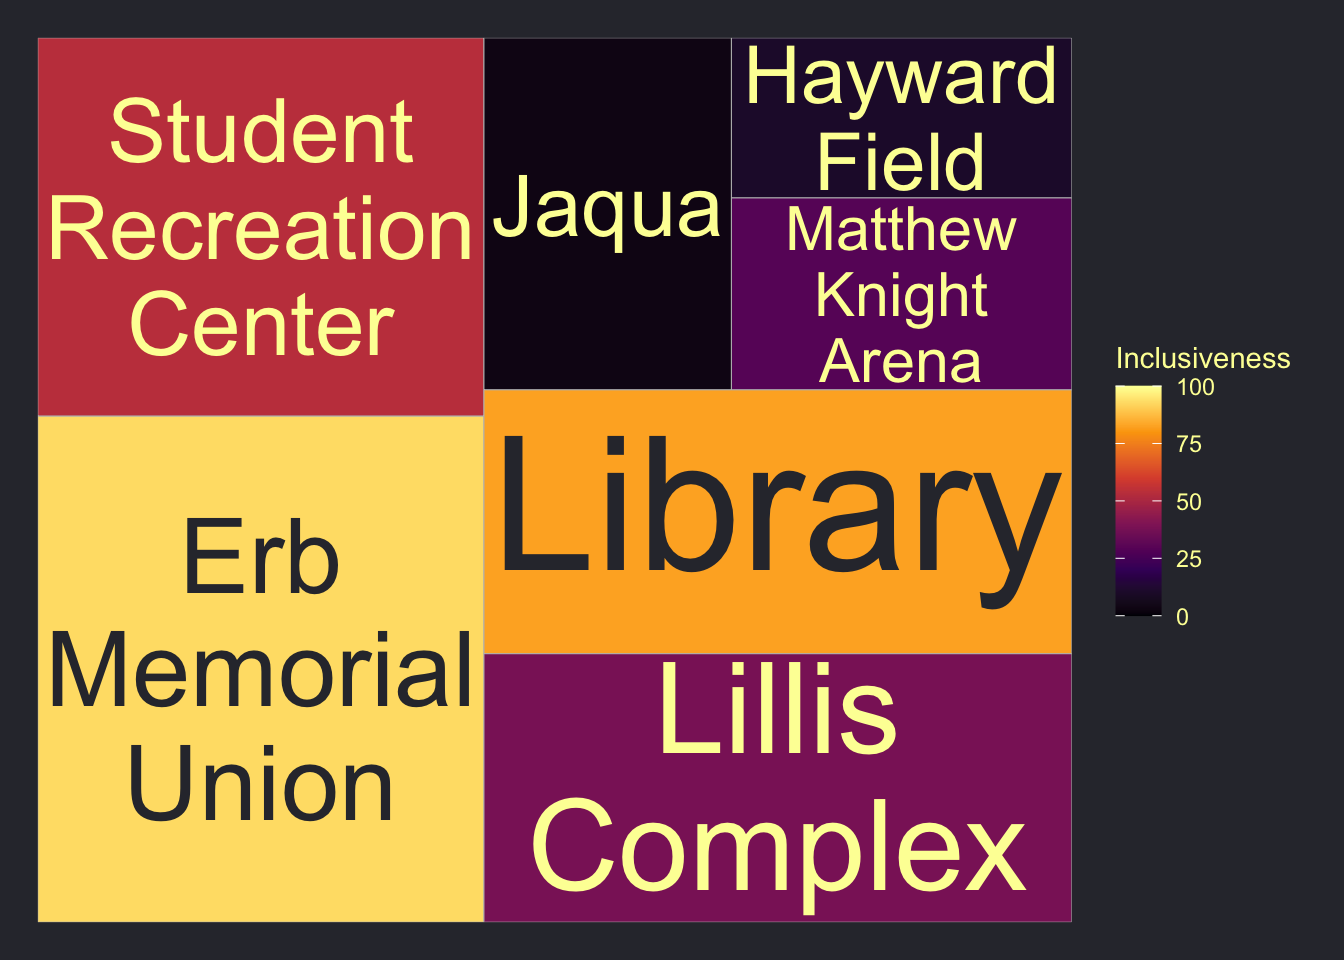 Student
Recreation
Center
Jaqua
Hayward
Field
Matthew
Knight
Arena
Erb
Memorial
Union
Library
Lillis
Complex
Inclusiveness
100
75
50
25
0